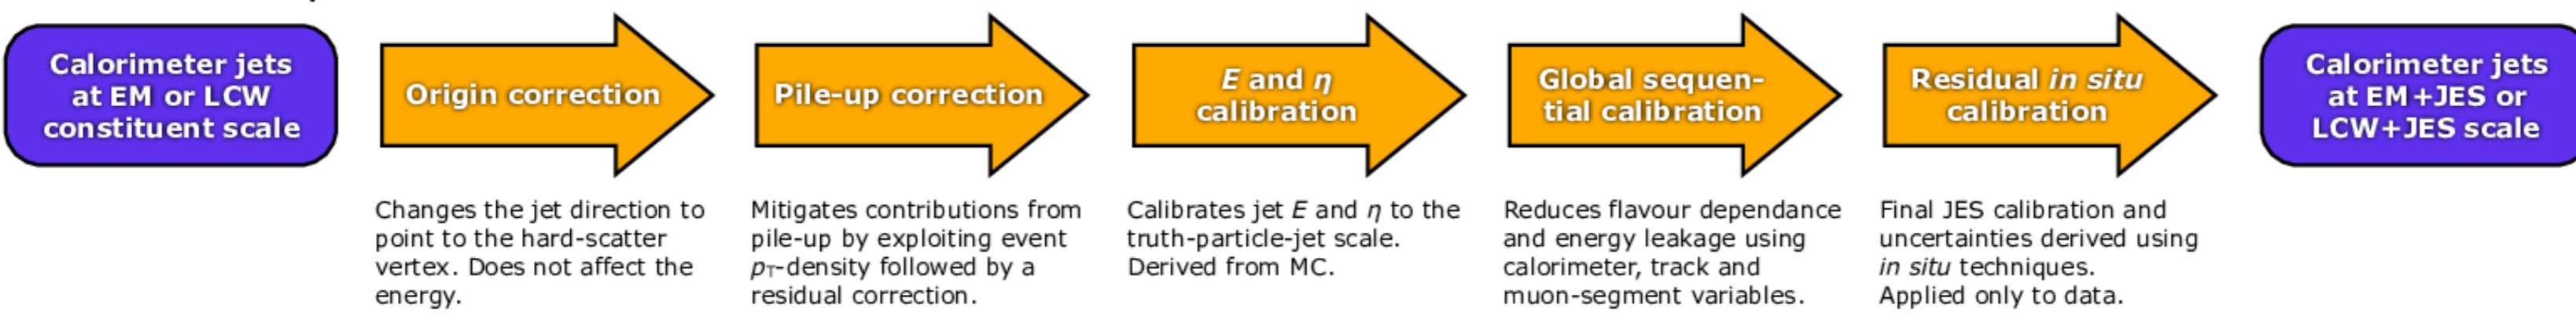 Calorimeter jets
at EM or LCW
constituent scale
Origin correction
Changes the jet direction to
point to the hard-scatter
vertex. Does not affect the
energy.
Pile-up correction
Mitigates contributions from
pile-up by exploiting event
pT-density followed by a
residual correction.
E and η
calibration
Calibrates jet E and η to the
truth-particle-jet scale.
Derived from MC.
Global sequen-
tial calibration
Reduces flavour dependance
and energy leakage using
calorimeter, track and
muon-segment variables.
Residual in situ
calibration
Final JES calibration and
uncertainties derived using
in situ techniques.
Applied only to data.
Calorimeter jets
at EM+JES or
LCW+JES scale